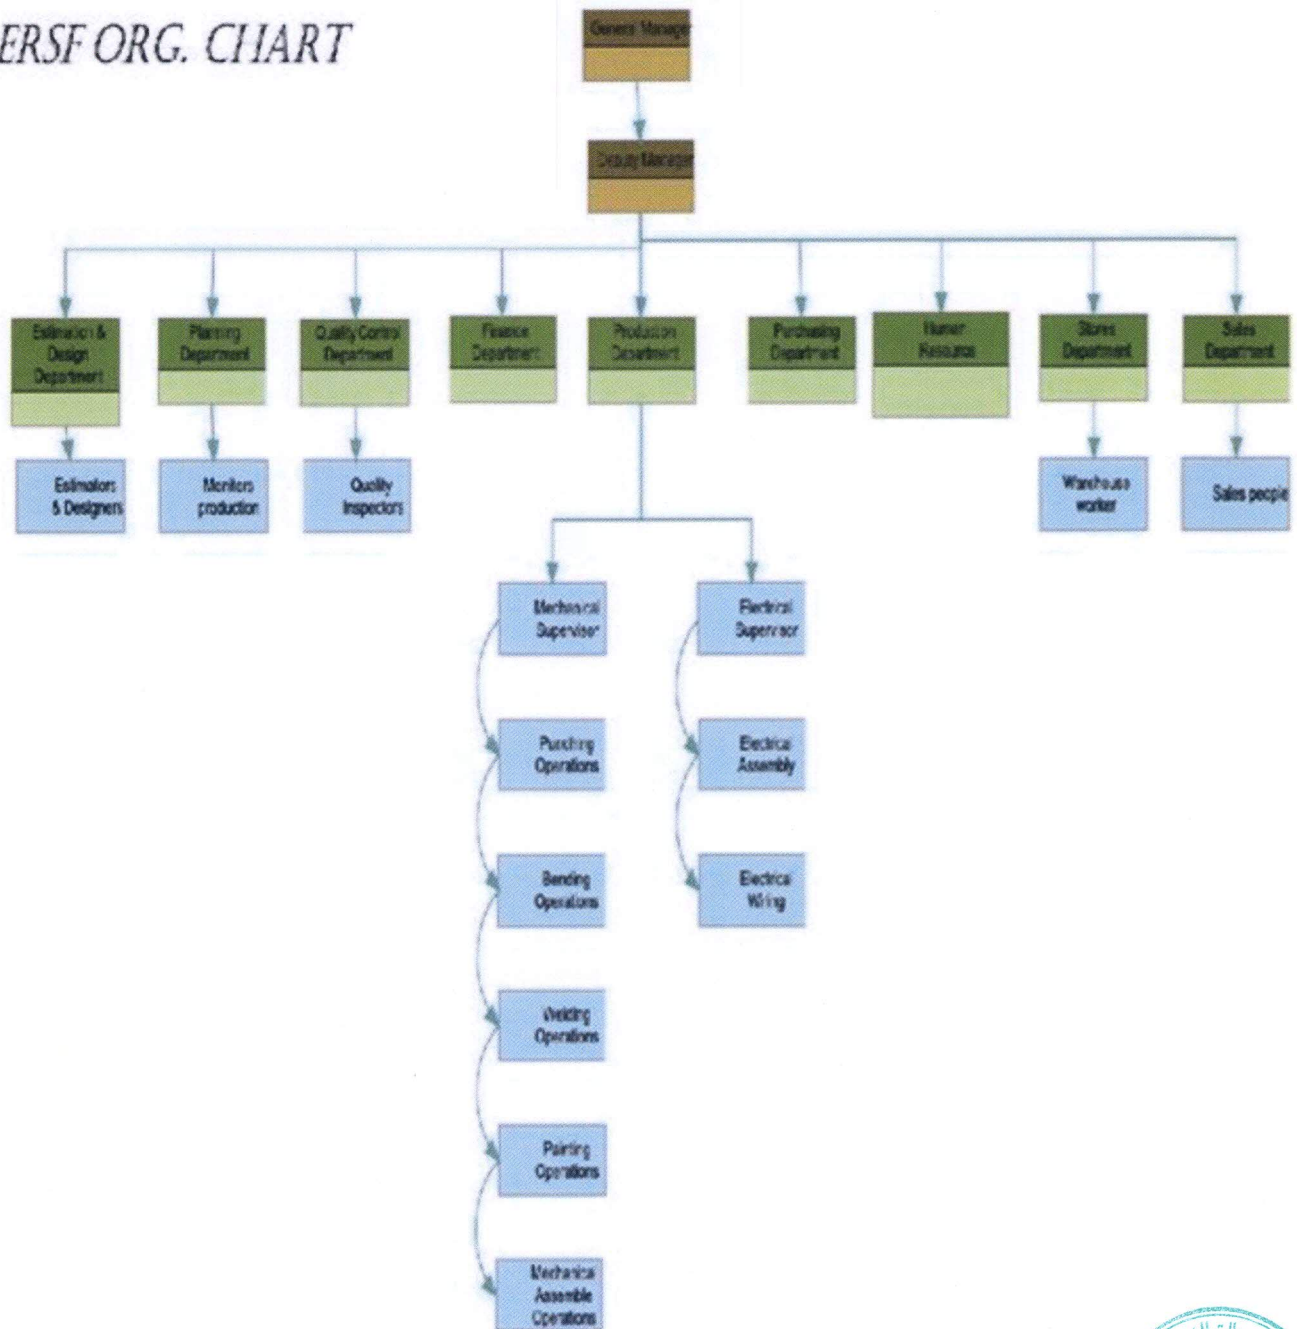 ERSF ORG. CHART
General Manager
Deputy Manager
Estimation &
Design
Department
Planning
Department
Quality Control
Department
Finance
Department
Production
Department
Purchasing
Department
Human
Resource
Stores
Department
Sales
Department
Estimators
& Designers
Monitors
production
Quality
Inspectors
Warehouse
worker
Sales people
Mechanical
Supervisor
Electrical
Supervisor
Punching
Operations
Electrical
Assembly
Bending
Operations
Electrical
Wiring
Welding
Operations
Painting
Operations
Mechanical
Assemble
Operations